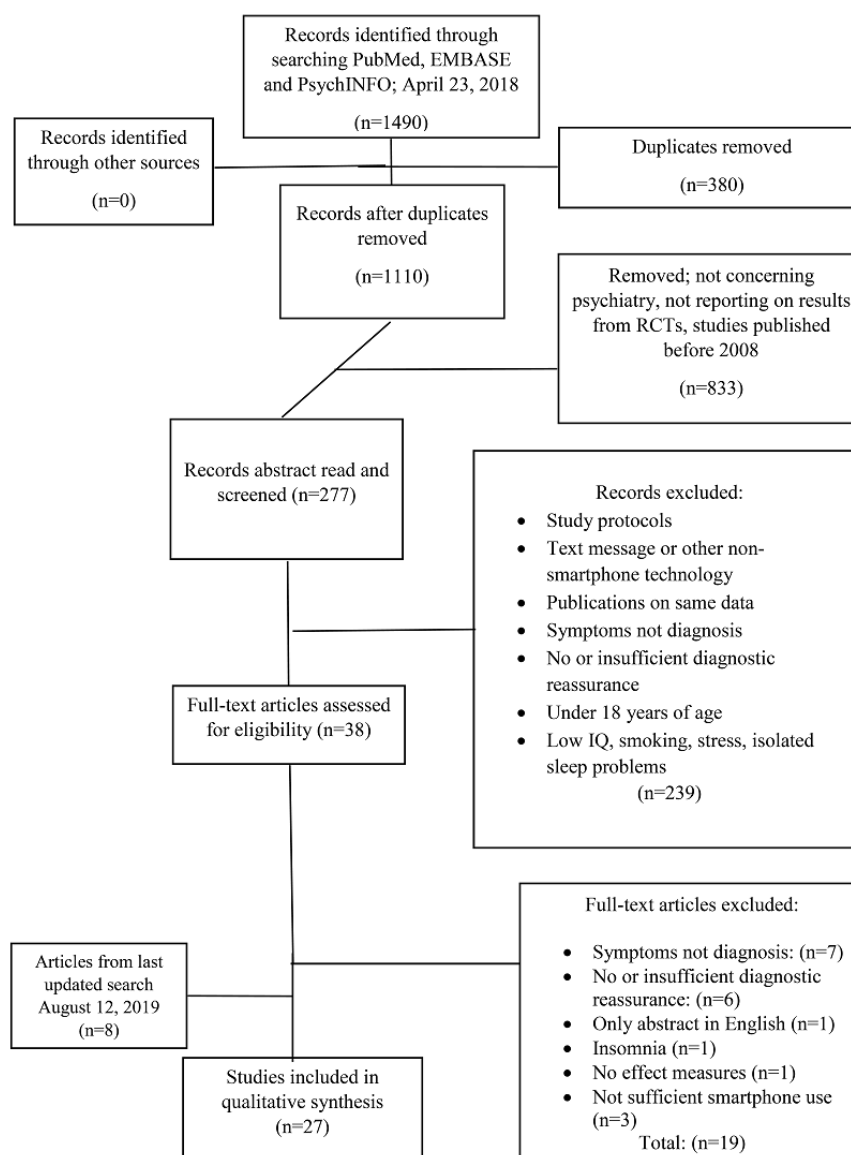 Records identified through
searching PubMed, EMBASE
and PsychINFO; April 23, 2018
(n=1490)
Records identified
through other sources
(n=0)
Duplicates removed
(n=380)
Records after duplicates
removed
(n=1110)
Removed; not concerning
psychiatry, not reporting on results
from RCTs, studies published
before 2008
(n=833)
Records abstract read and
screened (n=277)
Records excluded:
• Study protocols
• Text message or other non-
smartphone technology
• Publications on same data
• Symptoms not diagnosis
• No or insufficient diagnostic
reassurance
• Under 18 years of age
• Low IQ, smoking, stress, isolated
sleep problems
(n=239)
Full-text articles assessed
for eligibility (n=38)
Full-text articles excluded:
• Symptoms not diagnosis: (n=7)
• No or insufficient diagnostic
reassurance: (n=6)
• Only abstract in English (n=1)
• Insomnia (n=1)
• No effect measures (n=1)
• Not sufficient smartphone use
(n=3)
Total: (n=19)
Articles from last
updated search
August 12, 2019
(n=8)
Studies included in
qualitative synthesis
(n=27)